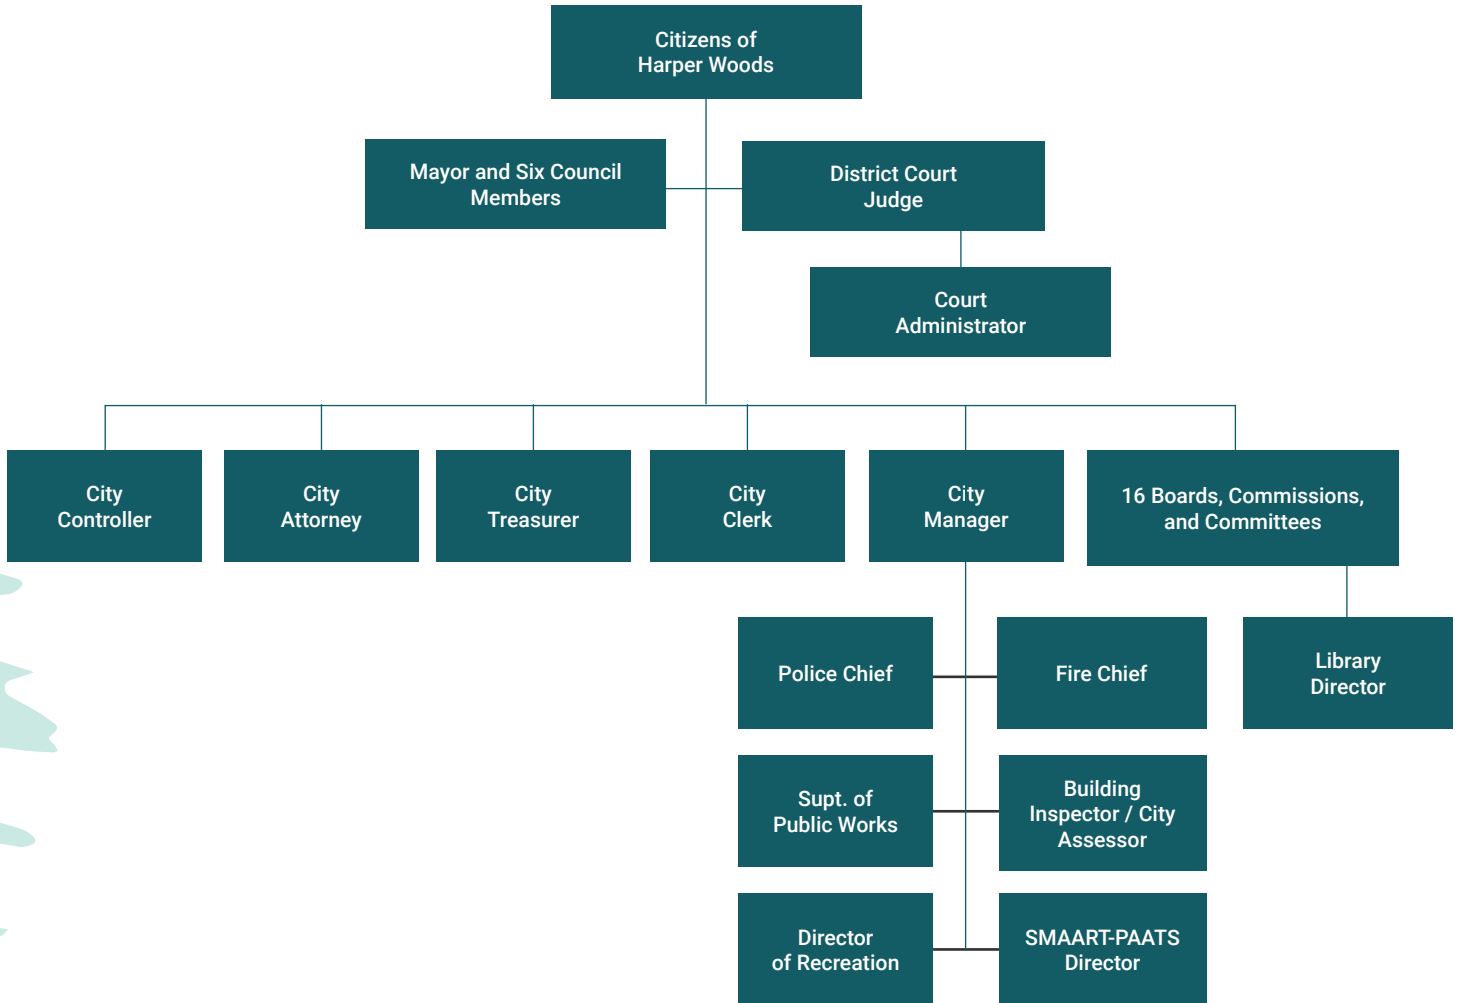 Citizens of
Harper Woods
Mayor and Six Council
Members
District Court
Judge
Court
Administrator
City
Controller
City
Attorney
City
Treasurer
City
Clerk
City
Manager
16 Boards, Commissions,
and Committees
Police Chief
Fire Chief
Library
Director
Supt. of
Public Works
Building
Inspector / City
Assessor
Director
of Recreation
SMAART-PAATS
Director